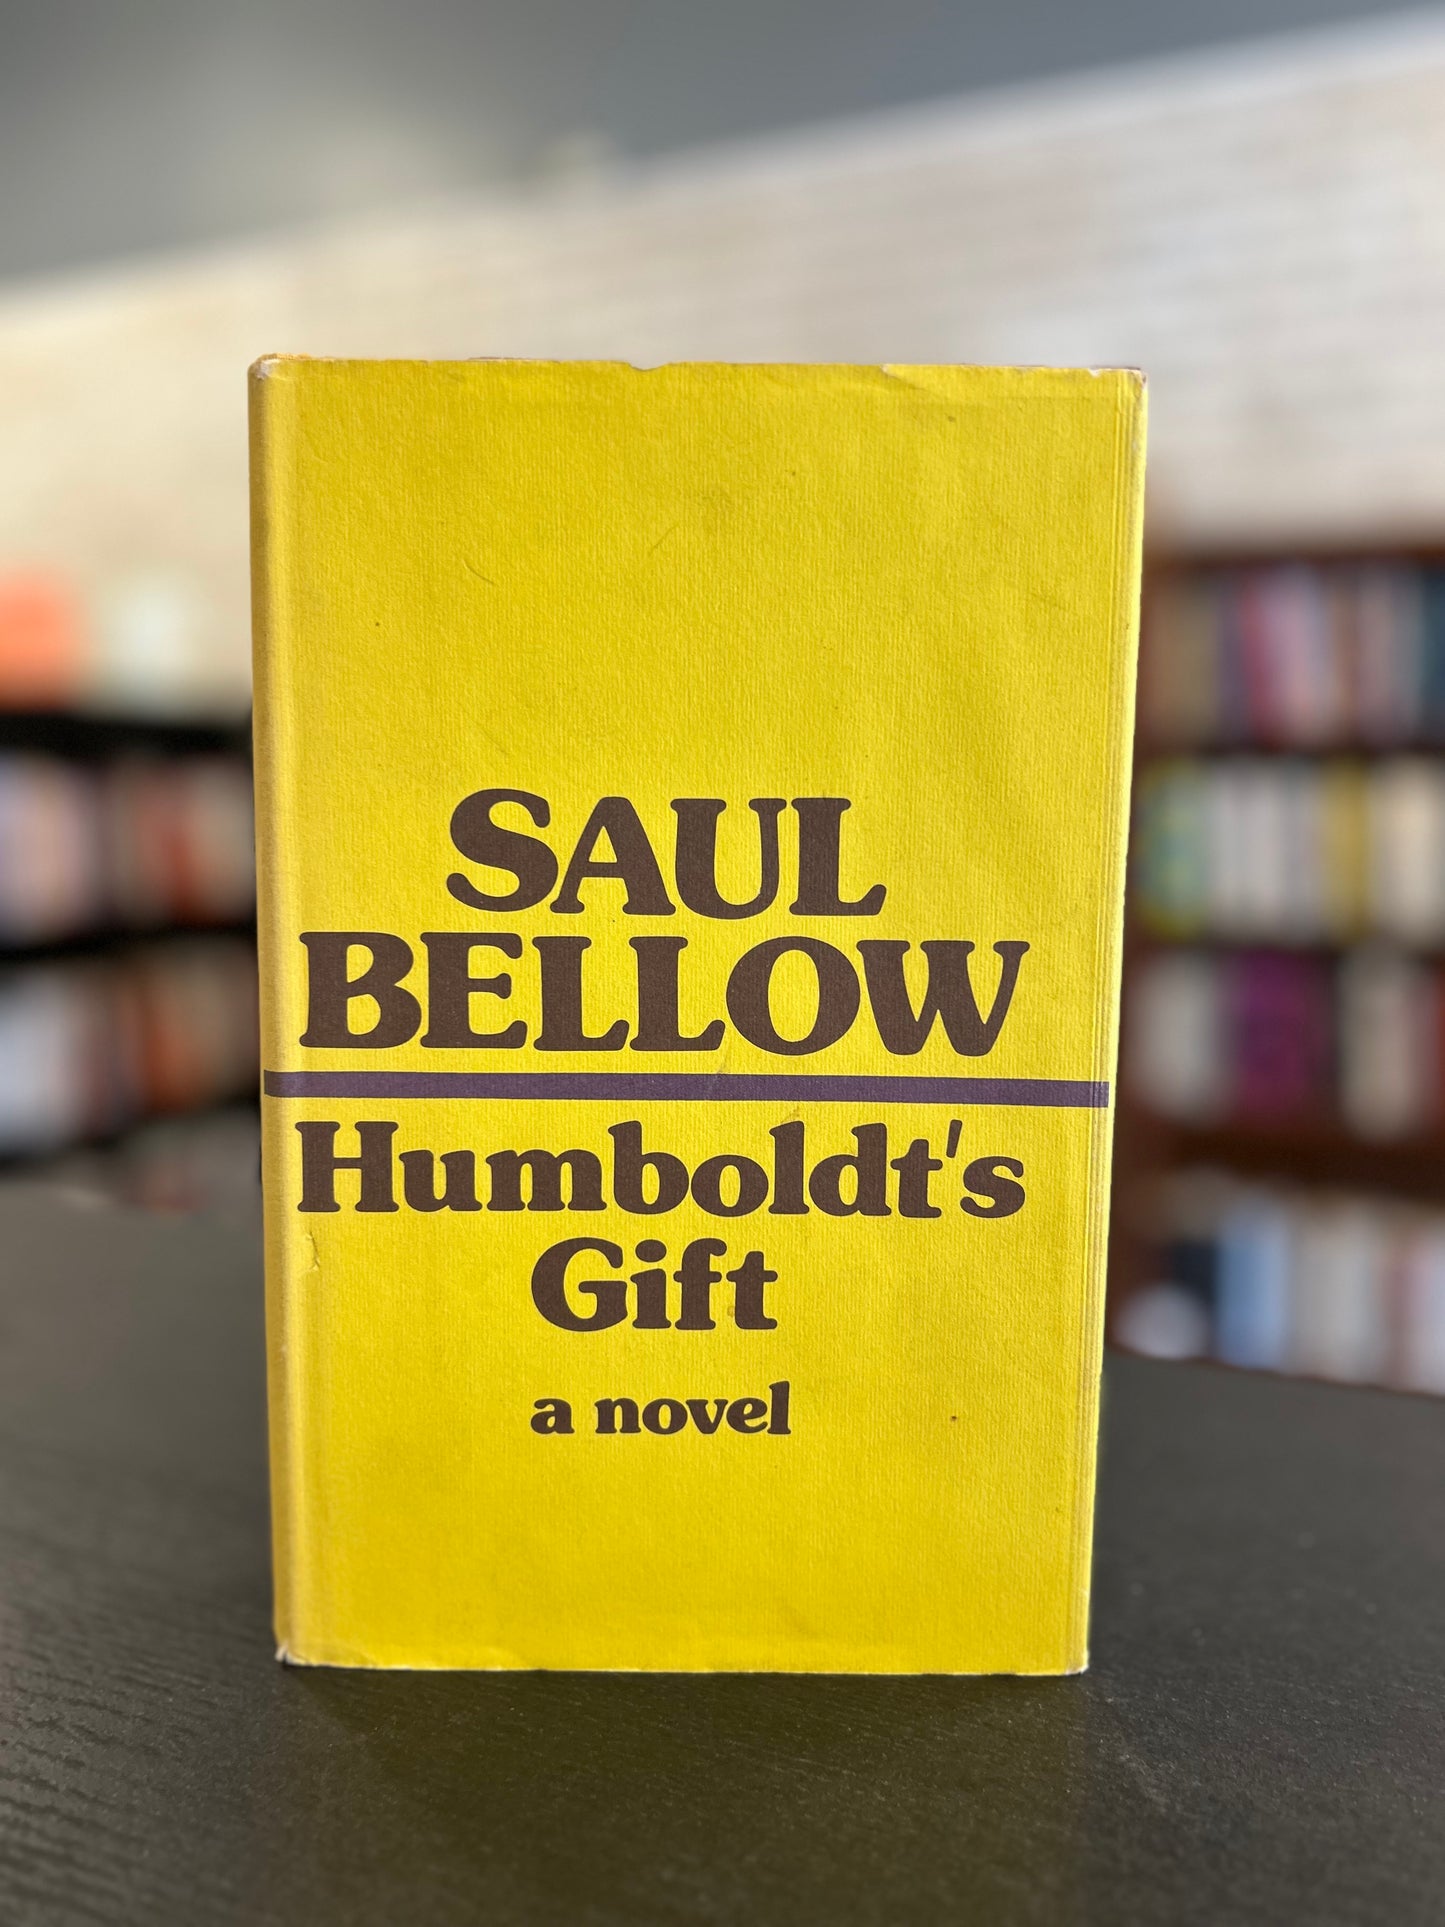 SAUL
BELLOW
Humboldt's
Gift
a novel